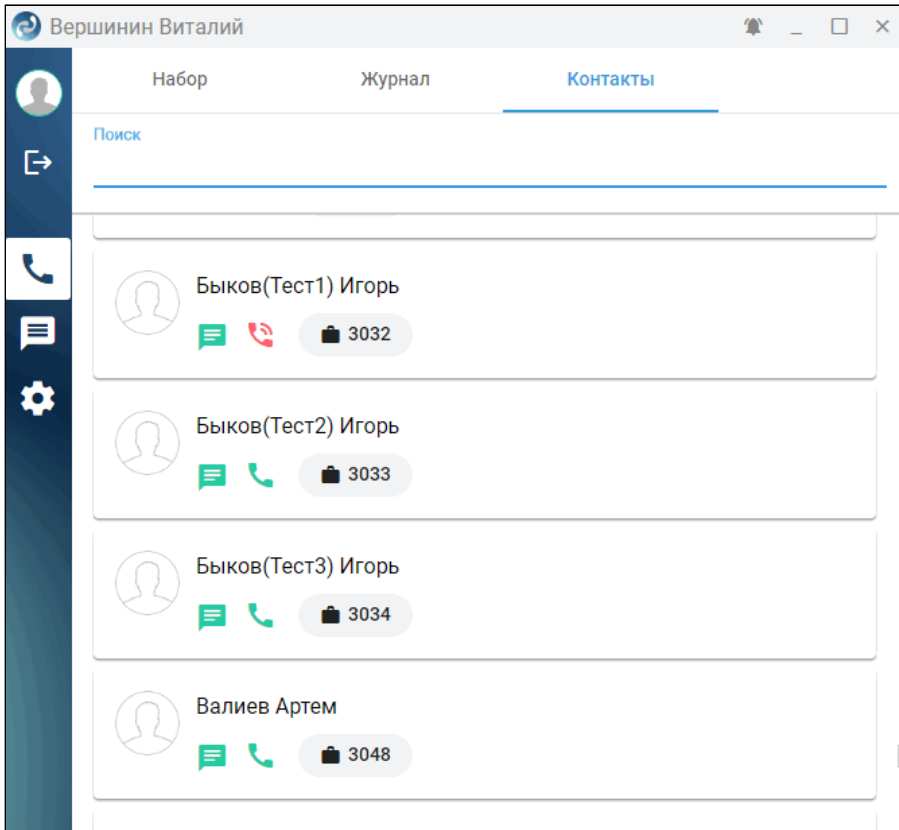 Вершинин Виталий
Набор Журнал Контакты
Поиск
Быков(Тест1) Игорь
3032
Быков(Тест2) Игорь
3033
Быков(Тест3) Игорь
3034
Валиев Артем
3048